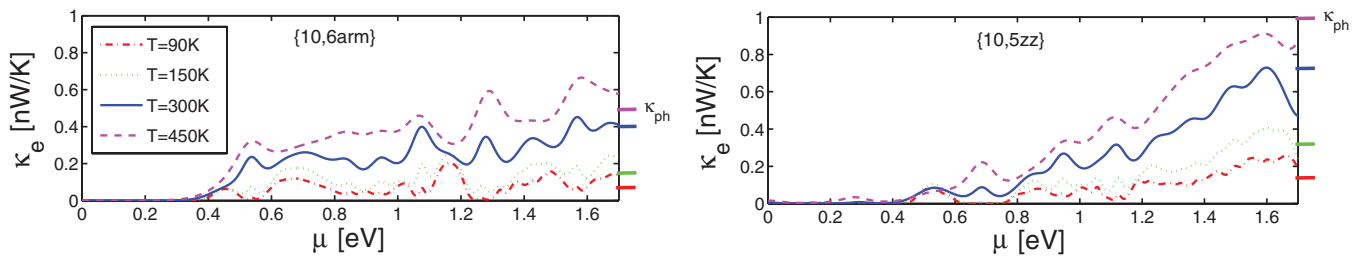 {10,6arm}
T=90K
T=150K
T=300K
T=450K
κe [nW/K]
1
0.8
0.6
0.4
0.2
0
0 0.2 0.4 0.6 0.8 1 1.2 1.4 1.6
μ [eV]
κph
{10,5zz}
κe [nW/K]
1
0.8
0.6
0.4
0.2
0
0 0.2 0.4 0.6 0.8 1 1.2 1.4 1.6
μ [eV]
κph